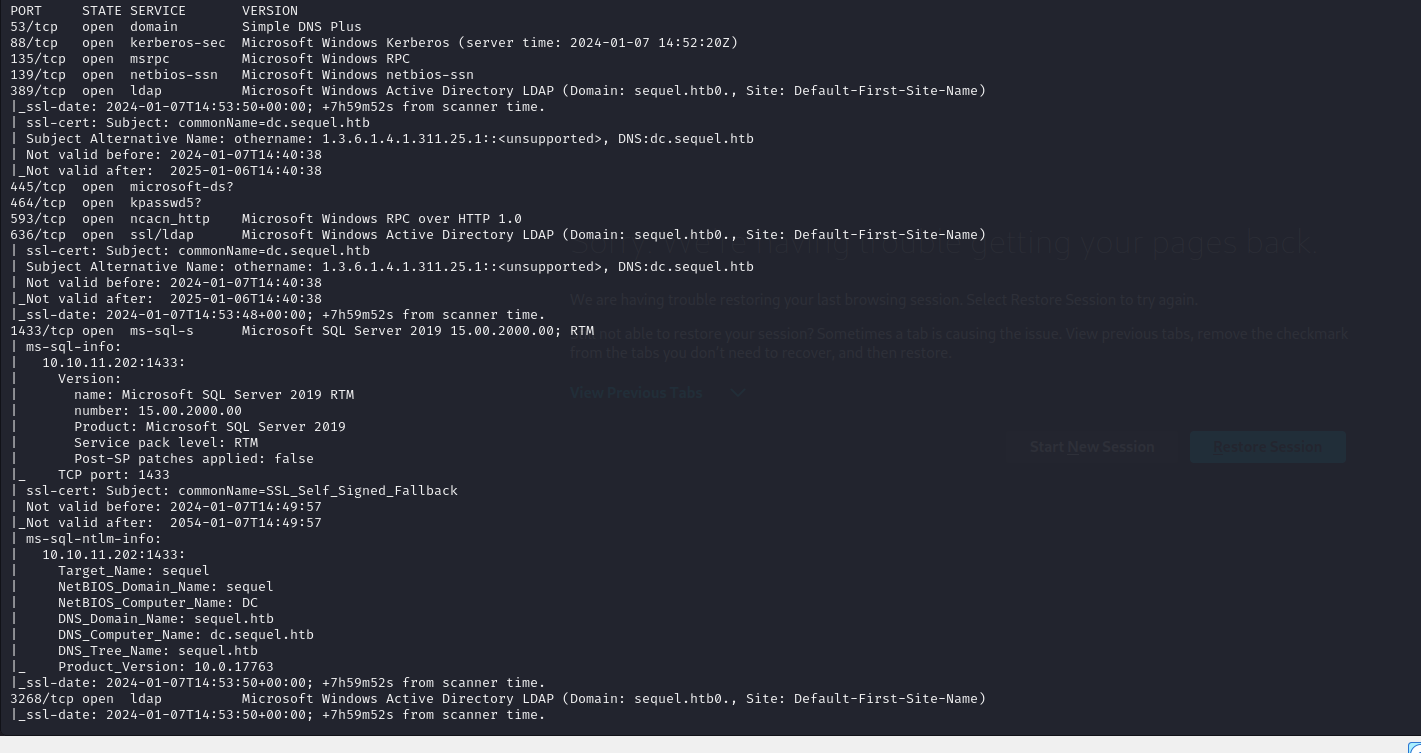 PORT     STATE SERVICE       VERSION
53/tcp   open  domain        Simple DNS Plus
88/tcp   open  kerberos-sec  Microsoft Windows Kerberos (server time: 2024-01-07 14:52:20Z)
135/tcp  open  msrpc         Microsoft Windows RPC
139/tcp  open  netbios-ssn   Microsoft Windows netbios-ssn
389/tcp  open  ldap          Microsoft Windows Active Directory LDAP (Domain: sequel.htb0., Site: Default-First-Site-Name)
|_ssl-date: 2024-01-07T14:53:50+00:00; +7h59m52s from scanner time.
| ssl-cert: Subject: commonName=dc.sequel.htb
| Subject Alternative Name: othername: 1.3.6.1.4.1.311.25.1::<unsupported>, DNS:dc.sequel.htb
| Not valid before: 2024-01-07T14:40:38
|_Not valid after:  2025-01-06T14:40:38
445/tcp  open  microsoft-ds?
464/tcp  open  kpasswd5?
593/tcp  open  ncacn_http    Microsoft Windows RPC over HTTP 1.0
636/tcp  open  ssl/ldap      Microsoft Windows Active Directory LDAP (Domain: sequel.htb0., Site: Default-First-Site-Name)
| ssl-cert: Subject: commonName=dc.sequel.htb
| Subject Alternative Name: othername: 1.3.6.1.4.1.311.25.1::<unsupported>, DNS:dc.sequel.htb
| Not valid before: 2024-01-07T14:40:38
|_Not valid after:  2025-01-06T14:40:38
|_ssl-date: 2024-01-07T14:53:48+00:00; +7h59m52s from scanner time.
1433/tcp open  ms-sql-s      Microsoft SQL Server 2019 15.00.2000.00; RTM
| ms-sql-info:
|   10.10.11.202:1433:
|     Version:
|       name: Microsoft SQL Server 2019 RTM
|       number: 15.00.2000.00
|       Product: Microsoft SQL Server 2019
|       Service pack level: RTM
|       Post-SP patches applied: false
|_    TCP port: 1433
| ssl-cert: Subject: commonName=SSL_Self_Signed_Fallback
| Not valid before: 2024-01-07T14:49:57
|_Not valid after:  2054-01-07T14:49:57
| ms-sql-ntlm-info:
|   10.10.11.202:1433:
|     Target_Name: sequel
|     NetBIOS_Domain_Name: sequel
|     NetBIOS_Computer_Name: DC
|     DNS_Domain_Name: sequel.htb
|     DNS_Computer_Name: dc.sequel.htb
|     DNS_Tree_Name: sequel.htb
|_    Product_Version: 10.0.17763
|_ssl-date: 2024-01-07T14:53:50+00:00; +7h59m52s from scanner time.
3268/tcp open  ldap          Microsoft Windows Active Directory LDAP (Domain: sequel.htb0., Site: Default-First-Site-Name)
|_ssl-date: 2024-01-07T14:53:50+00:00; +7h59m52s from scanner time.
having trouble getting your pages back
We are having trouble restoring your last browsing session. Select Restore Session to try again.
not able to restore your session? Sometimes a tab is causing the issue. View previous tabs, remove the checkmark
from the tabs you don't need to recover, and then restore.
View Previous Tabs
Start New Session
Restore Session